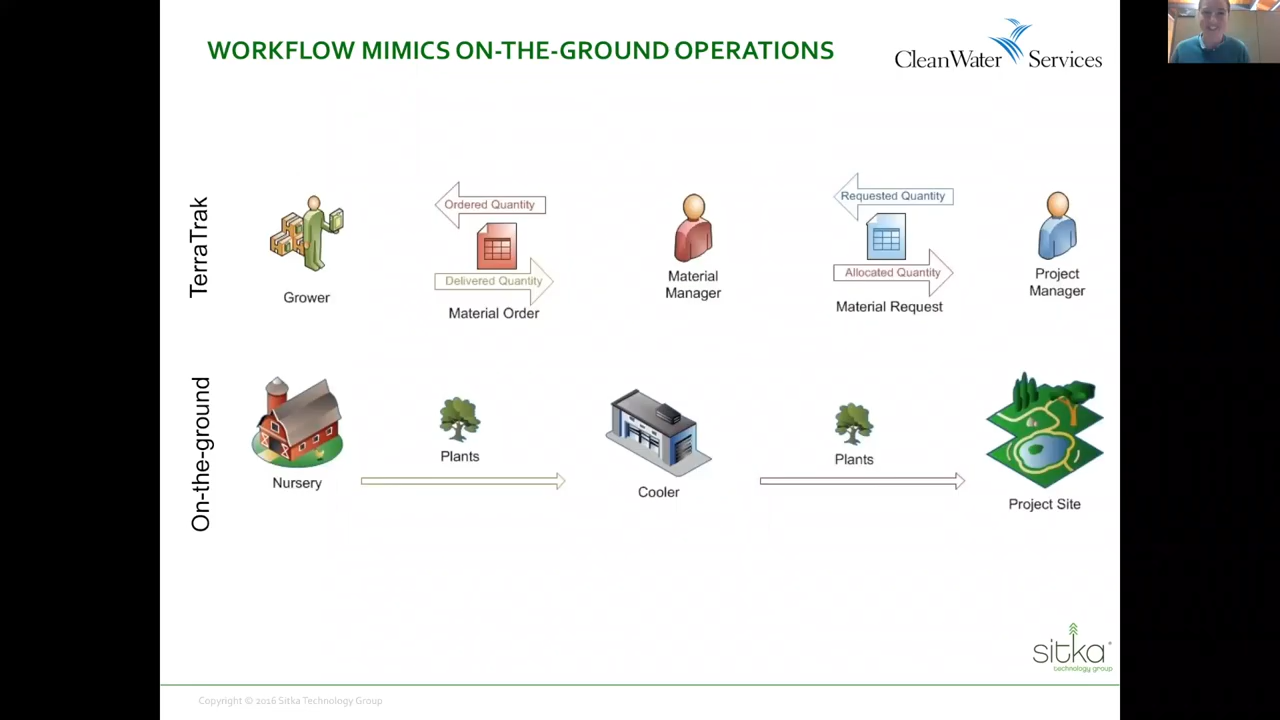 WORKFLOW MIMICS ON-THE-GROUND OPERATIONS
CleanWater Services
TerraTrak
Ordered Quantity
Requested Quantity
Delivered Quantity
Allocated Quantity
Grower
Material Order
Material
Manager
Material Request
Project
Manager
On-the-ground
Nursery
Plants
Cooler
Plants
Project Site
sitka
technology group
Copyright © 2016 Sitka Technology Group